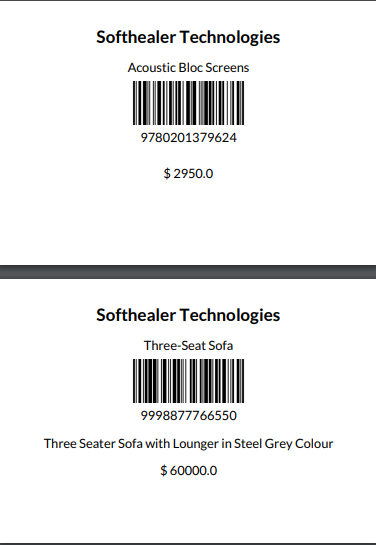 Softhealer Technologies
Acoustic Bloc Screens
9780201379624
$ 2950.0
Softhealer Technologies
Three-Seat Sofa
9998877766550
Three Seater Sofa with Lounger in Steel Grey Colour
$ 60000.0